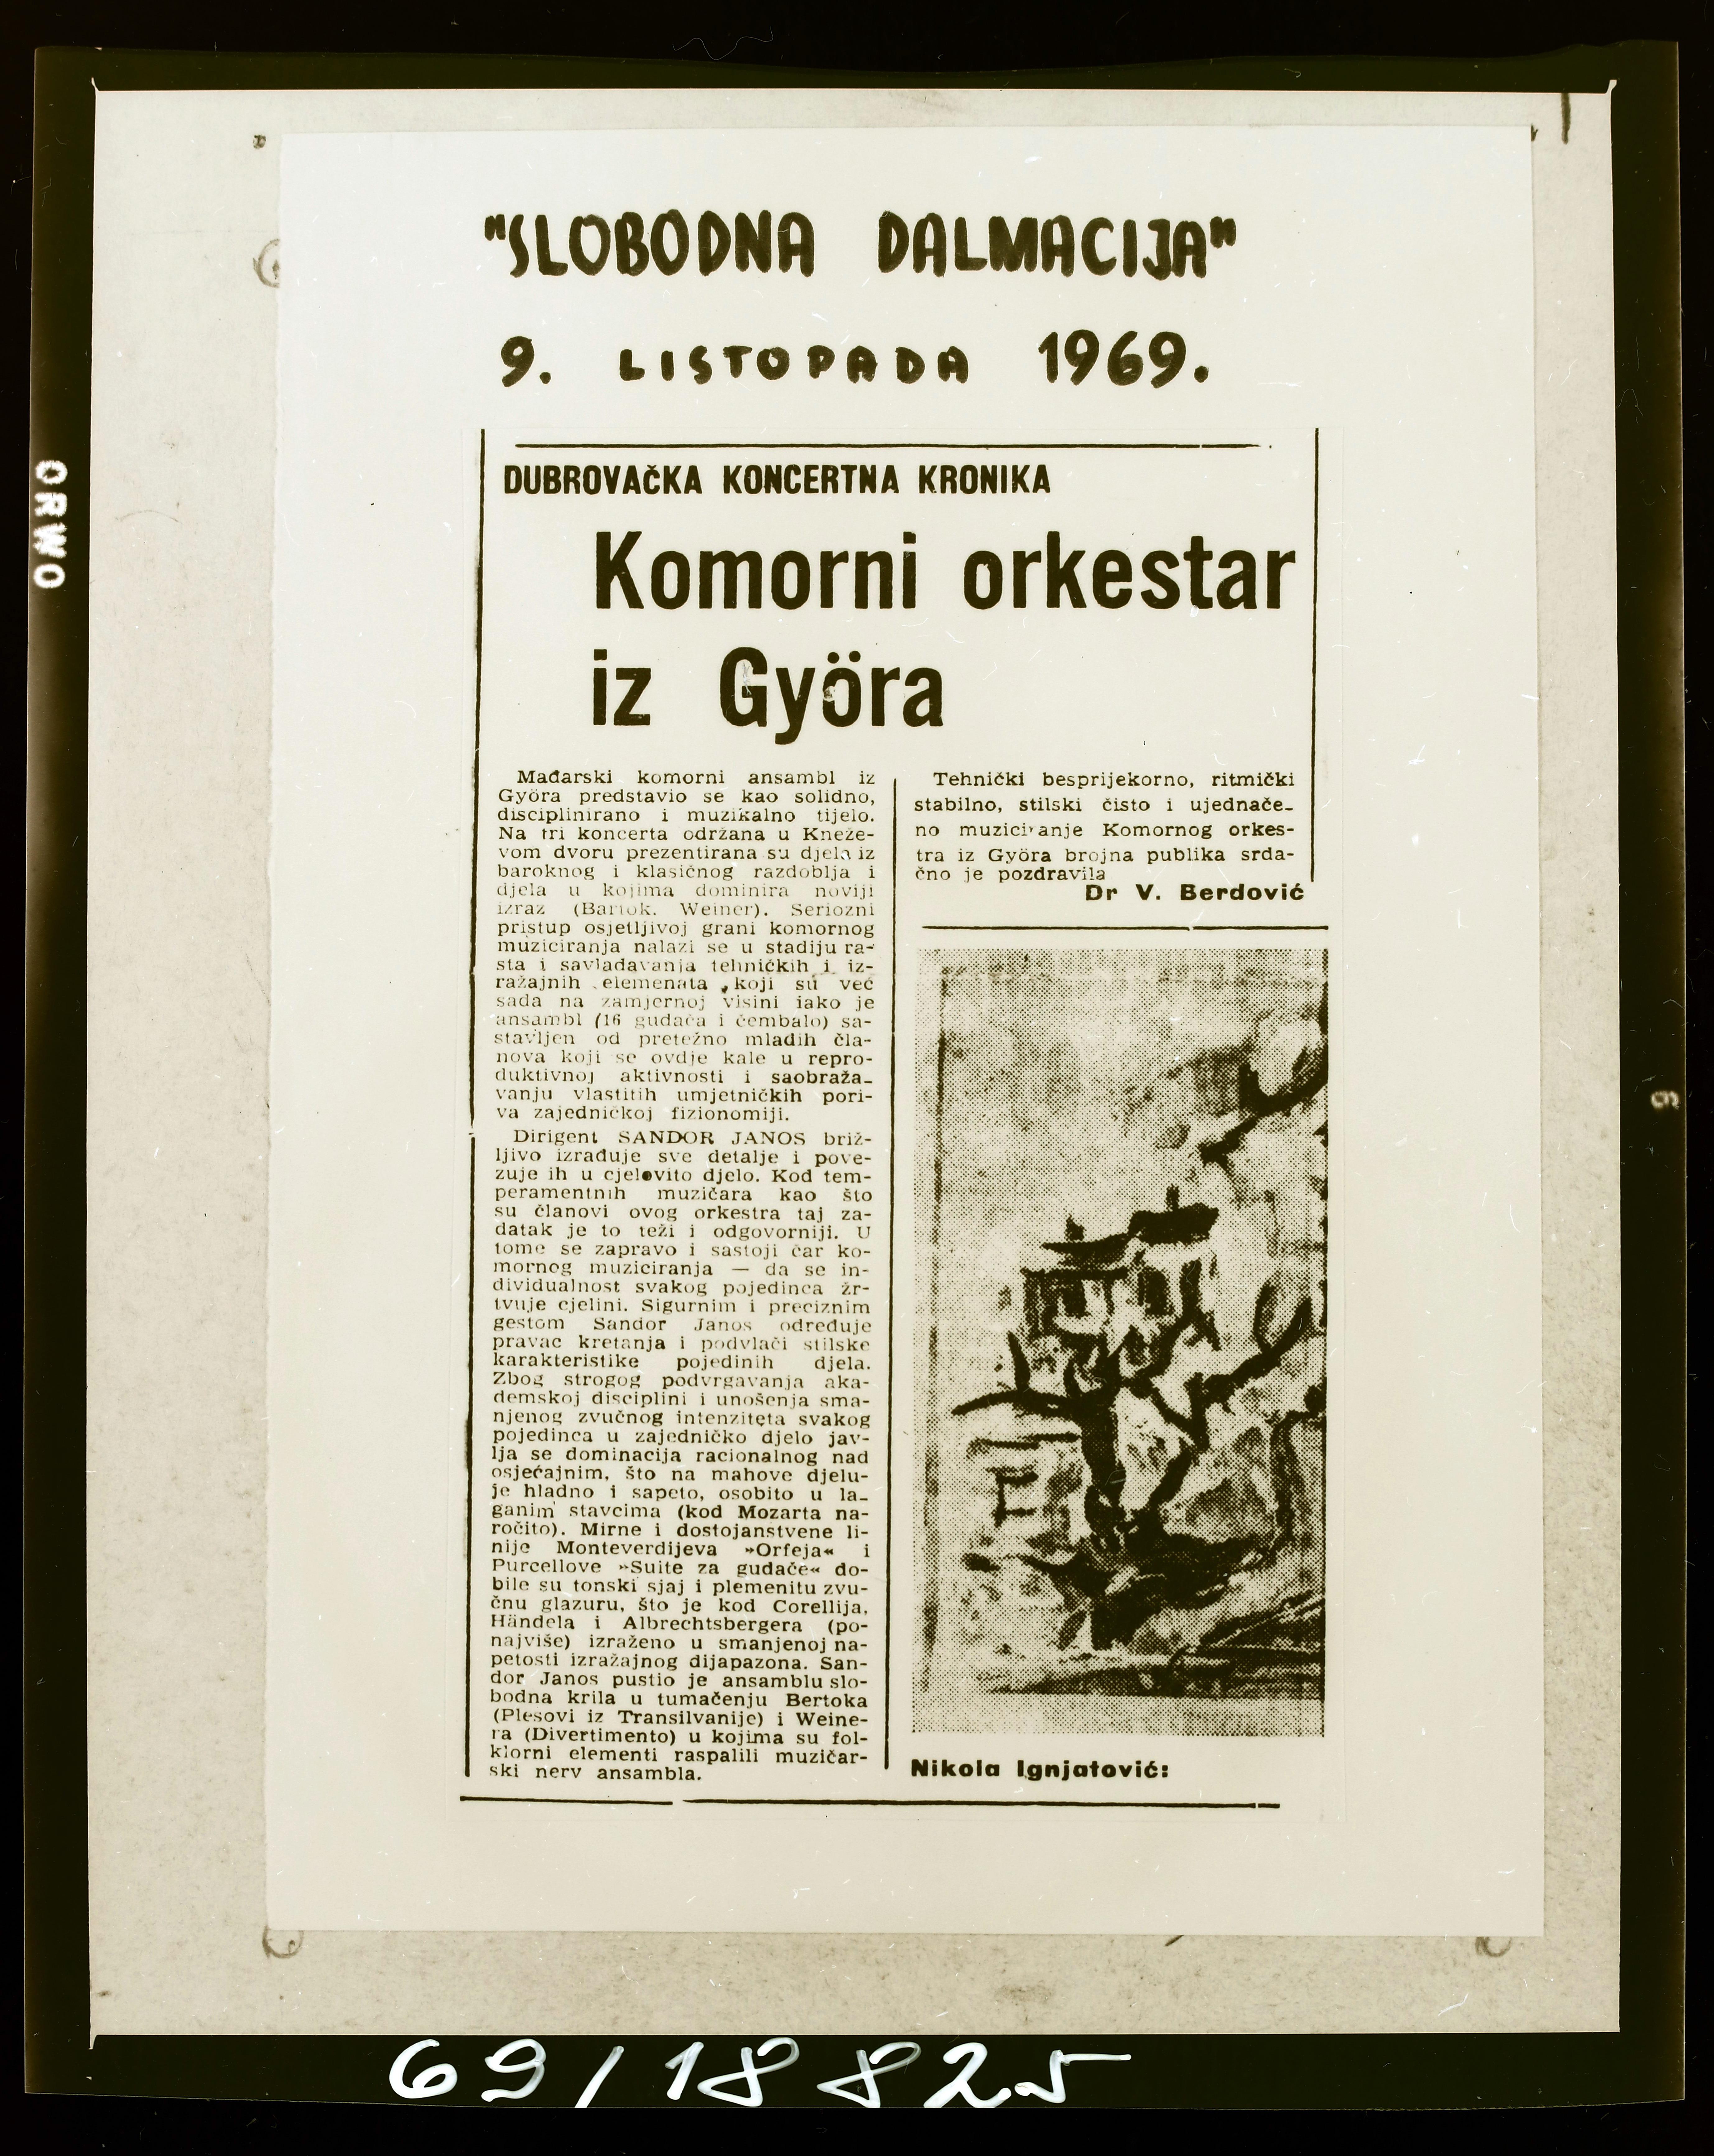 "SLOBODNA DALMACIJA"
9. LISTOPADA 1969.
ORWO
DUBROVAČKA KONCERTNA KRONIKA
Komorni orkestar
iz Györa
Mađarski komorni ansambl iz
Györa predstavio se kao solidno,
disciplinirano i muzikalno tijelo.
Na tri koncerta održana u Kneže-
vom dvoru prezentirana su djela iz
baroknog i klasičnog razdoblja i
djela u kojima dominira noviji
izraz (Bartok. Weiner). Seriozni
pristup osjetljivoj grani komornog
muziciranja nalazi se u stadiju ra-
sta i savladavanja tehničkih i iz-
ražajnih elemenata koji su već
sada na zamjernoj visini iako je
ansambl (16 gudača i čembalo) sa-
stavljen od pretežno mladih čla-
nova koji se ovdje kale u repro-
duktivnoj aktivnosti i saobraža-
vanju vlastitih umjetničkih pori-
va zajedničkoj fizionomiji.
Dirigent SANDOR JANOS briž-
ljivo izrađuje sve detalje i pove-
zuje ih u cjelovito djelo. Kod tem-
peramentnih muzičara kao što
su članovi ovog orkestra taj za-
datak je to teži i odgovorniji. U
tome se zapravo i sastoji čar ko-
mornog muziciranja — da se in-
dividualnost svakog pojedinca žr-
tvuje cjelini. Sigurnim i preciznim
gestom Sandor Janos određuje
pravac kretanja i podvlači stilske
karakteristike pojedinih djela.
Zbog strogog podvrgavanja aka-
demskoj disciplini i unošenja sma-
njenog zvučnog intenziteta svakog
pojedinca u zajedničko djelo jav-
lja se dominacija racionalnog nad
osjećajnim, što na mahove djelu-
je hladno i sapeto, osobito u la-
ganim stavcima (kod Mozarta na-
ročito). Mirne i dostojanstvene li-
nije Monteverdijeva »Orfeja« i
Purcellove »Suite za gudače« do-
bile su tonski sjaj i plemenitu zvu-
čnu glazuru, što je kod Corellija,
Händela i Albrechtsbergera (po-
najviše) izraženo u smanjenoj na-
petosti izražajnog dijapazona. San-
dor Janos pustio je ansamblu slo-
bodna krila u tumačenju Bertoka
(Plesovi iz Transilvanije) i Weine-
ra (Divertimento) u kojima su fol-
klorni elementi raspalili muzičar-
ski nerv ansambla.
Tehnički besprijekorno, ritmički
stabilno, stilski čisto i ujednače-
no muziciranje Komornog orkes-
tra iz Györa brojna publika srda-
čno je pozdravila
Dr V. Berdović
Nikola Ignjatović:
6
69/18825